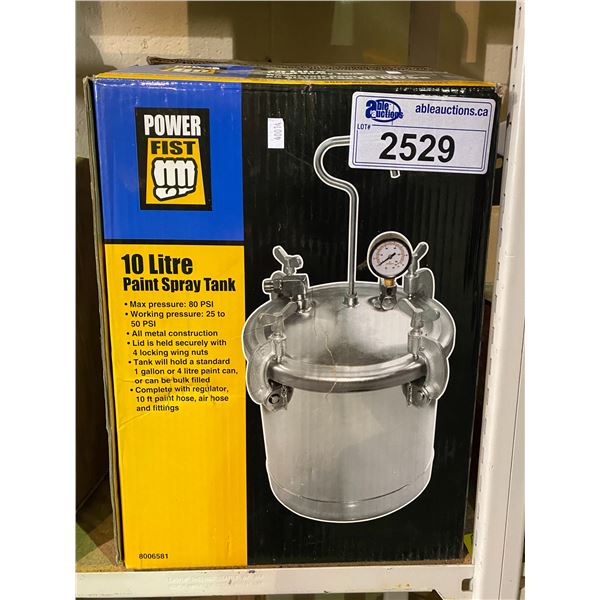 able
auctions
ableauctions.ca
LOT#
2529
40014
POWER
FIST
10 Litre
Paint Spray Tank
• Max pressure: 80 PSI
• Working pressure: 25 to
50 PSI
• All metal construction
• Lid is held securely with
4 locking wing nuts
• Tank will hold a standard
1 gallon or 4 litre paint can,
or can be bulk filled
• Complete with regulator,
10 ft paint hose, air hose
and fittings
8006581